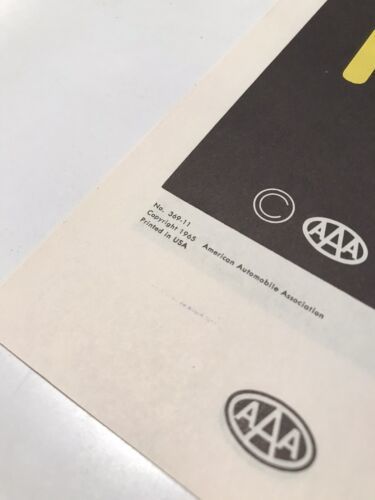 ©
AAA
No. 369-11
Copyright 1965 American Automobile Association
Printed in USA
AAA